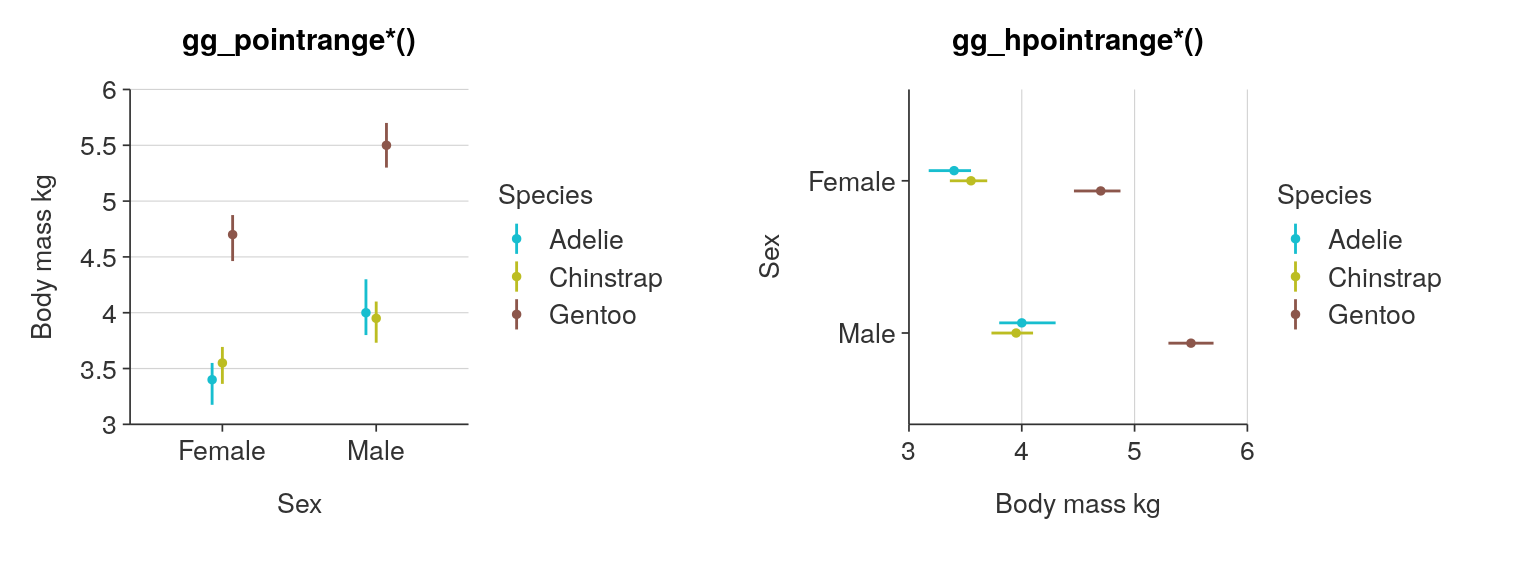 gg_pointrange*()
Body mass kg
6
5.5
5
4.5
4
3.5
3
Female Male
Sex
Species
Adelie
Chinstrap
Gentoo
gg_hpointrange*()
Sex
Female
Male
3 4 5 6
Body mass kg
Species
Adelie
Chinstrap
Gentoo